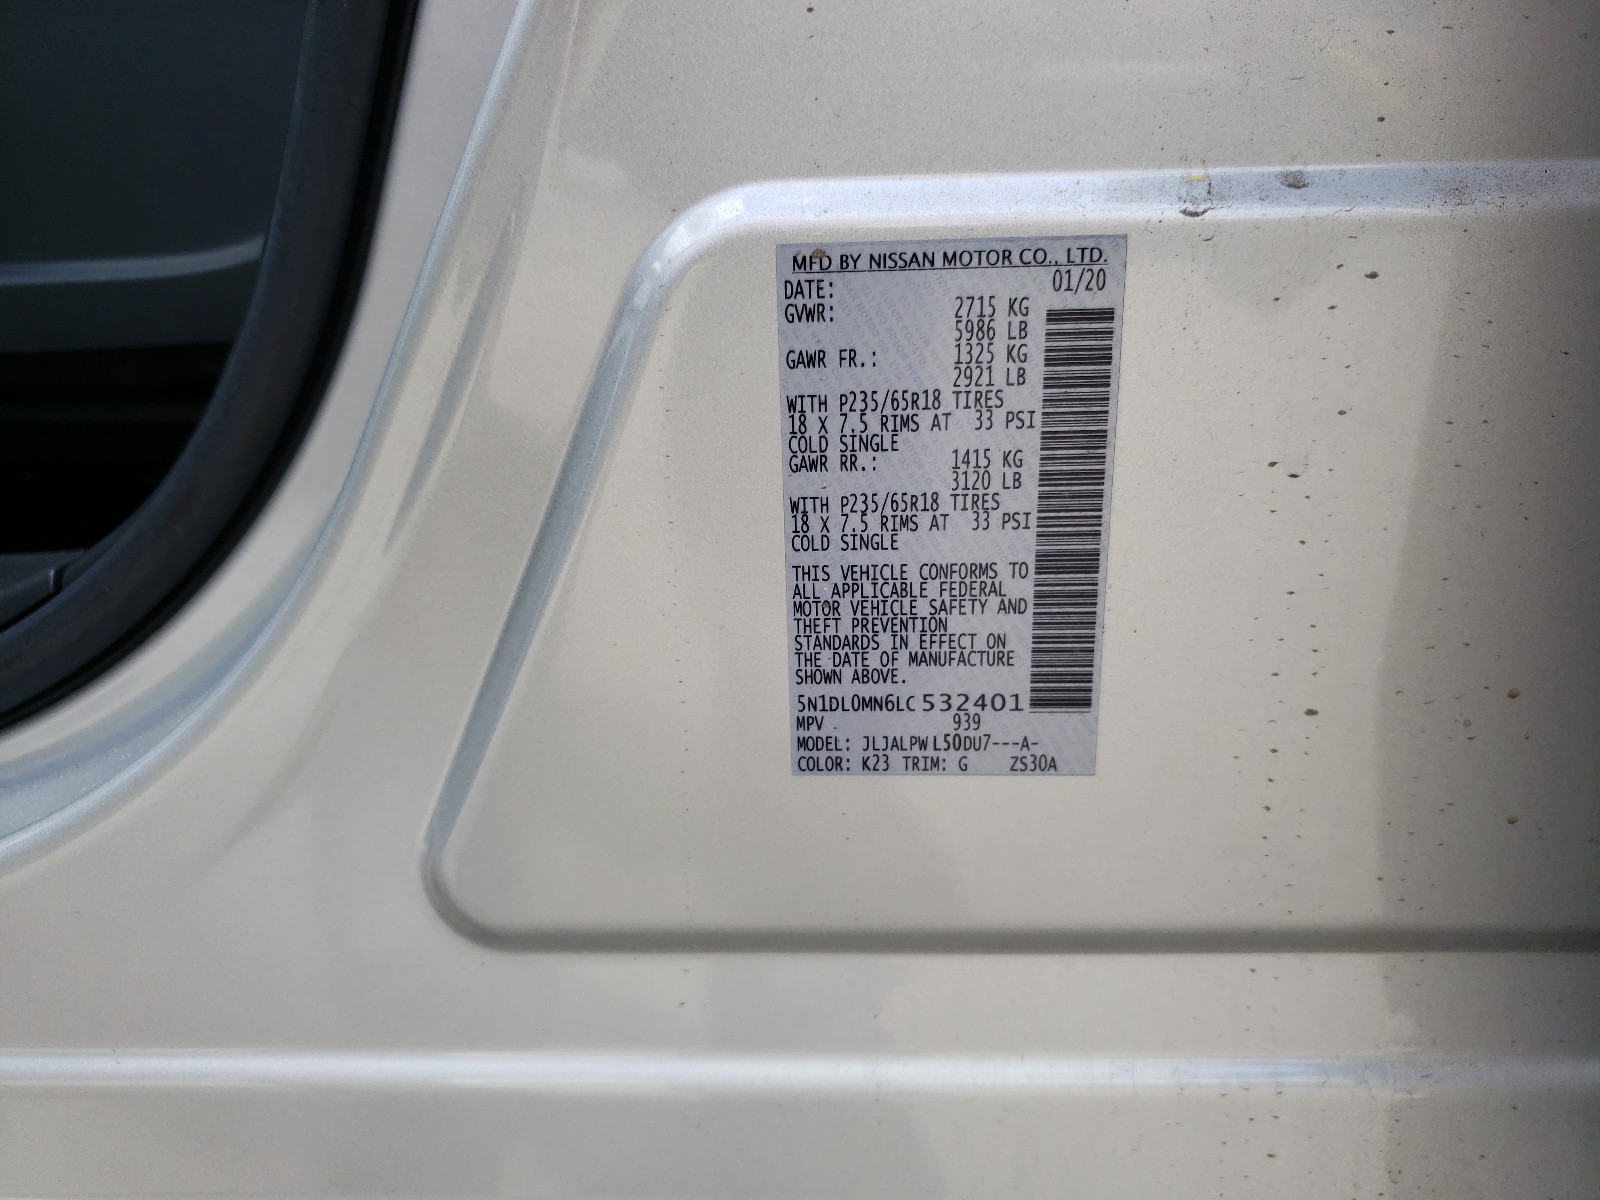 MFD BY NISSAN MOTOR CO., LTD.
DATE: 01/20
GVWR: 2715 KG
5986 LB
GAWR FR.: 1325 KG
2921 LB
WITH P235/65R18 TIRES
18 X 7.5 RIMS AT 33 PSI
COLD SINGLE
GAWR RR.: 1415 KG
3120 LB
WITH P235/65R18 TIRES
18 X 7.5 RIMS AT 33 PSI
COLD SINGLE
THIS VEHICLE CONFORMS TO
ALL APPLICABLE FEDERAL
MOTOR VEHICLE SAFETY AND
THEFT PREVENTION
STANDARDS IN EFFECT ON
THE DATE OF MANUFACTURE
SHOWN ABOVE.
5N1DL0MN6LC532401
MPV 939
MODEL: JLJALPWL50DU7---A-
COLOR: K23 TRIM: G ZS30A